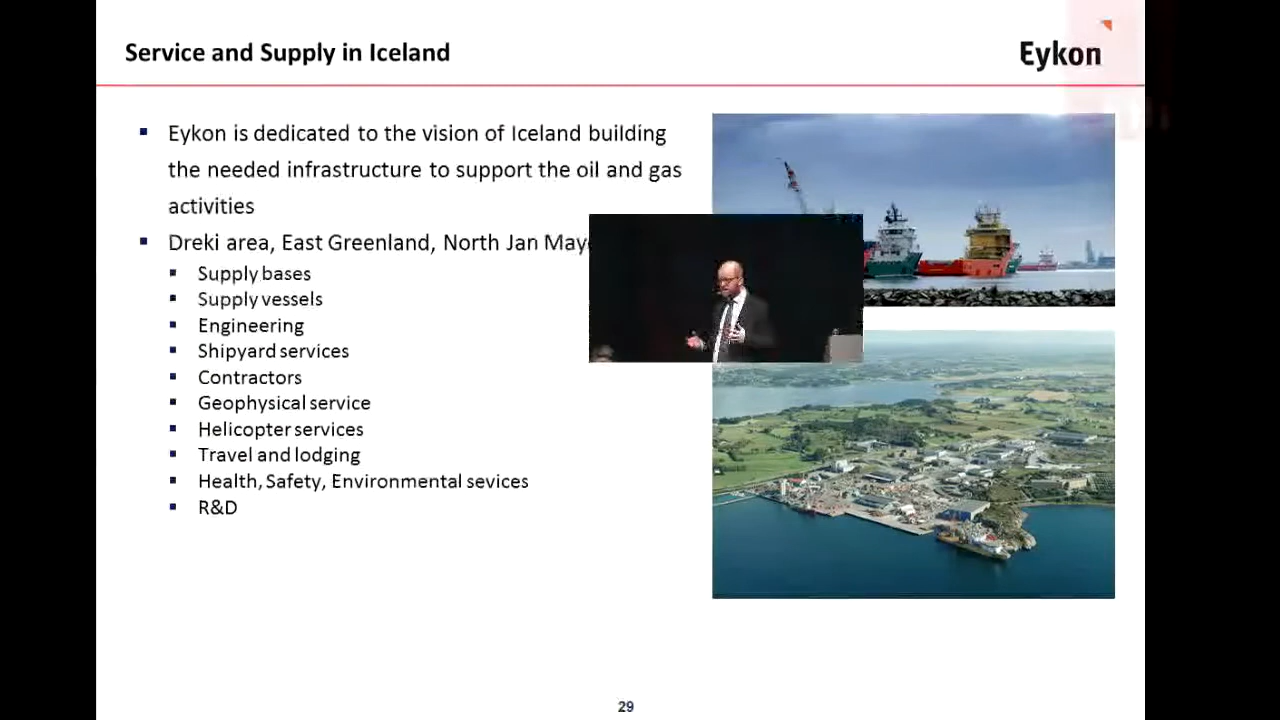 Service and Supply in Iceland
Eykon
Eykon is dedicated to the vision of Iceland building
the needed infrastructure to support the oil and gas
activities
Dreki area, East Greenland, North Jan
Supply bases
Supply vessels
Engineering
Shipyard services
Contractors
Geophysical service
Helicopter services
Travel and lodging
Health, Safety, Environmental sevices
R&D
29